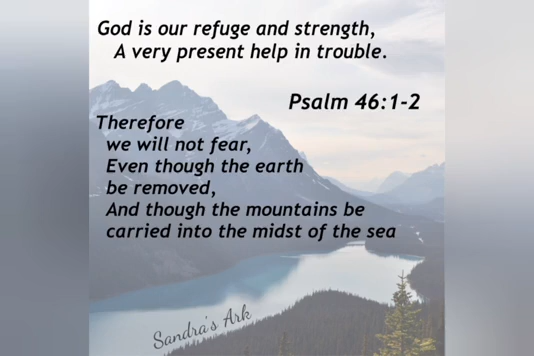 God is our refuge and strength,
A very present help in trouble.
Psalm 46:1-2
Therefore
we will not fear,
Even though the earth
be removed,
And though the mountains be
carried into the midst of the sea
Sandra's Ark